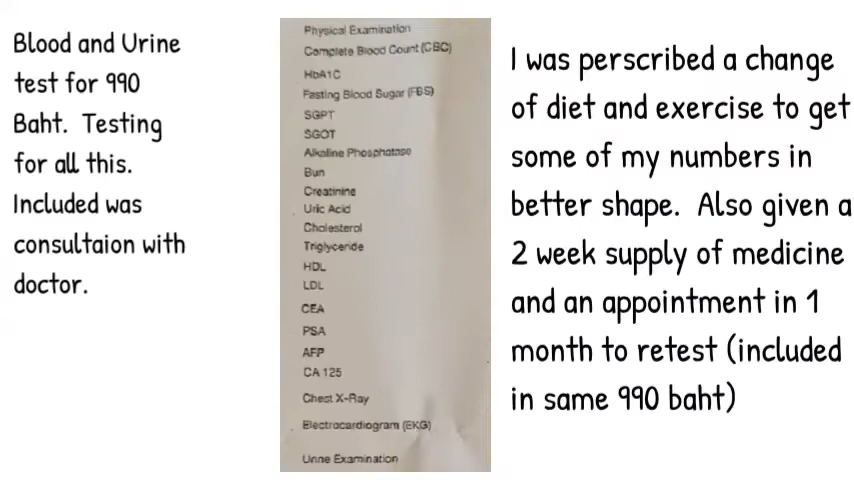 Blood and Urine
test for 990
Baht.  Testing
for all this.
Included was
consultaion with
doctor.
Physical Examination
Complete Blood Count (CBC)
HbA1C
Fasting Blood Sugar (FBS)
SGPT
SGOT
Alkaline Phosphatase
Bun
Creatinine
Uric Acid
Cholesterol
Triglyceride
HDL
LDL
CEA
PSA
AFP
CA 125
Chest X-Ray
Electrocardiogram (EKG)
Urine Examination
I was perscribed a change
of diet and exercise to get
some of my numbers in
better shape.  Also given a
2 week supply of medicine
and an appointment in 1
month to retest (included
in same 990 baht)